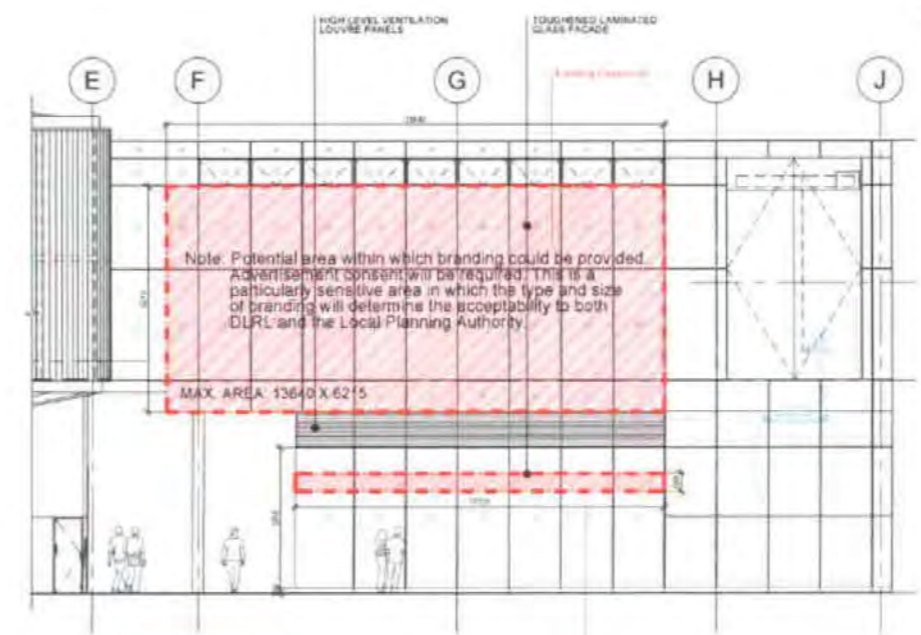 HIGH LEVEL VENTILATION
LOUVRE PANELS
TOUGHENED LAMINATED
GLASS FACADE
E
F
G
H
J
Note: Potential area within which branding could be provided.
Advertisement consent will be required. This is a
particularly sensitive area in which the type and size
of branding will determine the acceptability to both
DLRL and the Local Planning Authority.
MAX. AREA: 13640 X 6215